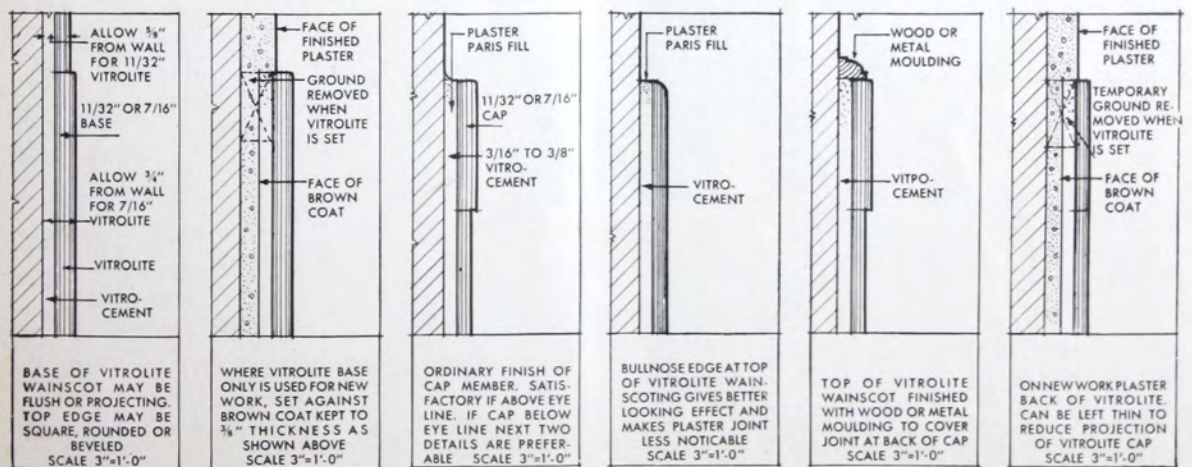 ALLOW ⅝"
FROM WALL
FOR 11/32"
VITROLITE
11/32" OR 7/16"
BASE
ALLOW ¾"
FROM WALL
FOR 7/16"
VITROLITE
VITROLITE
VITRO-
CEMENT
BASE OF VITROLITE
WAINSCOT MAY BE
FLUSH OR PROJECTING.
TOP EDGE MAY BE
SQUARE, ROUNDED OR
BEVELED
SCALE 3"=1'-0"
FACE OF
FINISHED
PLASTER
GROUND
REMOVED
WHEN
VITROLITE
IS SET
FACE OF
BROWN
COAT
WHERE VITROLITE BASE
ONLY IS USED FOR NEW
WORK, SET AGAINST
BROWN COAT KEPT TO
⅜" THICKNESS AS
SHOWN ABOVE
SCALE 3"=1'-0"
PLASTER
PARIS FILL
11/32" OR 7/16"
CAP
3/16" TO 3/8"
VITRO-
CEMENT
ORDINARY FINISH OF
CAP MEMBER. SATIS-
FACTORY IF ABOVE EYE
LINE. IF CAP BELOW
EYE LINE NEXT TWO
DETAILS ARE PREFER-
ABLE SCALE 3"=1'-0"
PLASTER
PARIS FILL
VITRO-
CEMENT
BULLNOSE EDGE AT TOP
OF VITROLITE WAIN-
SCOTING GIVES BETTER
LOOKING EFFECT AND
MAKES PLASTER JOINT
LESS NOTICABLE
SCALE 3"=1'-0"
WOOD OR
METAL
MOULDING
VITPO-
CEMENT
TOP OF VITROLITE
WAINSCOT FINISHED
WITH WOOD OR METAL
MOULDING TO COVER
JOINT AT BACK OF CAP
SCALE 3"=1'-0"
FACE OF
FINISHED
PLASTER
TEMPORARY
GROUND RE-
MOVED WHEN
VITROLITE
IS SET
FACE OF
BROWN
COAT
ON NEW WORK PLASTER
BACK OF VITROLITE.
CAN BE LEFT THIN TO
REDUCE PROJECTION
OF VITROLITE CAP
SCALE 3"=1'-0"